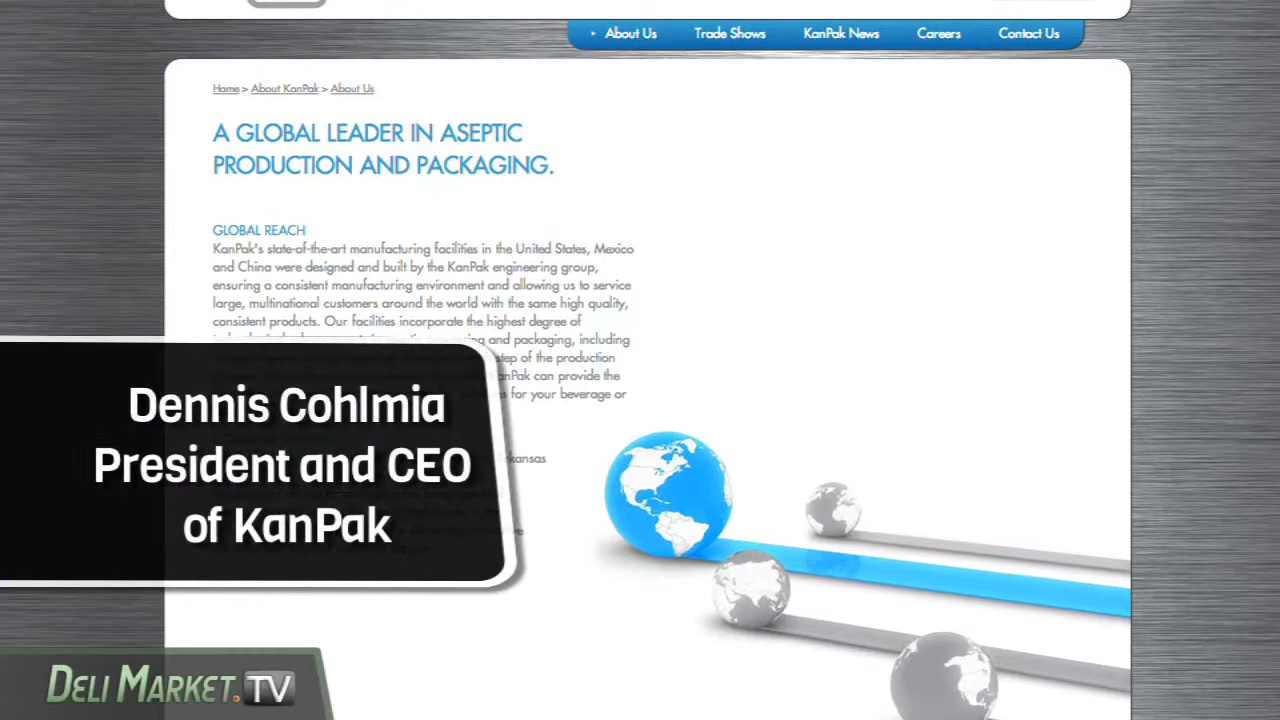 About Us
Trade Shows
KanPak News
Careers
Contact Us
Home > About KanPak > About Us
A GLOBAL LEADER IN ASEPTIC
PRODUCTION AND PACKAGING.
GLOBAL REACH
KanPak's state-of-the-art manufacturing facilities in the United States, Mexico
and China were designed and built by the KanPak engineering group,
ensuring a consistent manufacturing environment and allowing us to service
large, multinational customers around the world with the same high quality,
consistent products. Our facilities incorporate the highest degree of
and packaging, including
step of the production
can provide the
for your beverage or
Dennis Cohlmia
President and CEO
of KanPak
DELI MARKET.TV